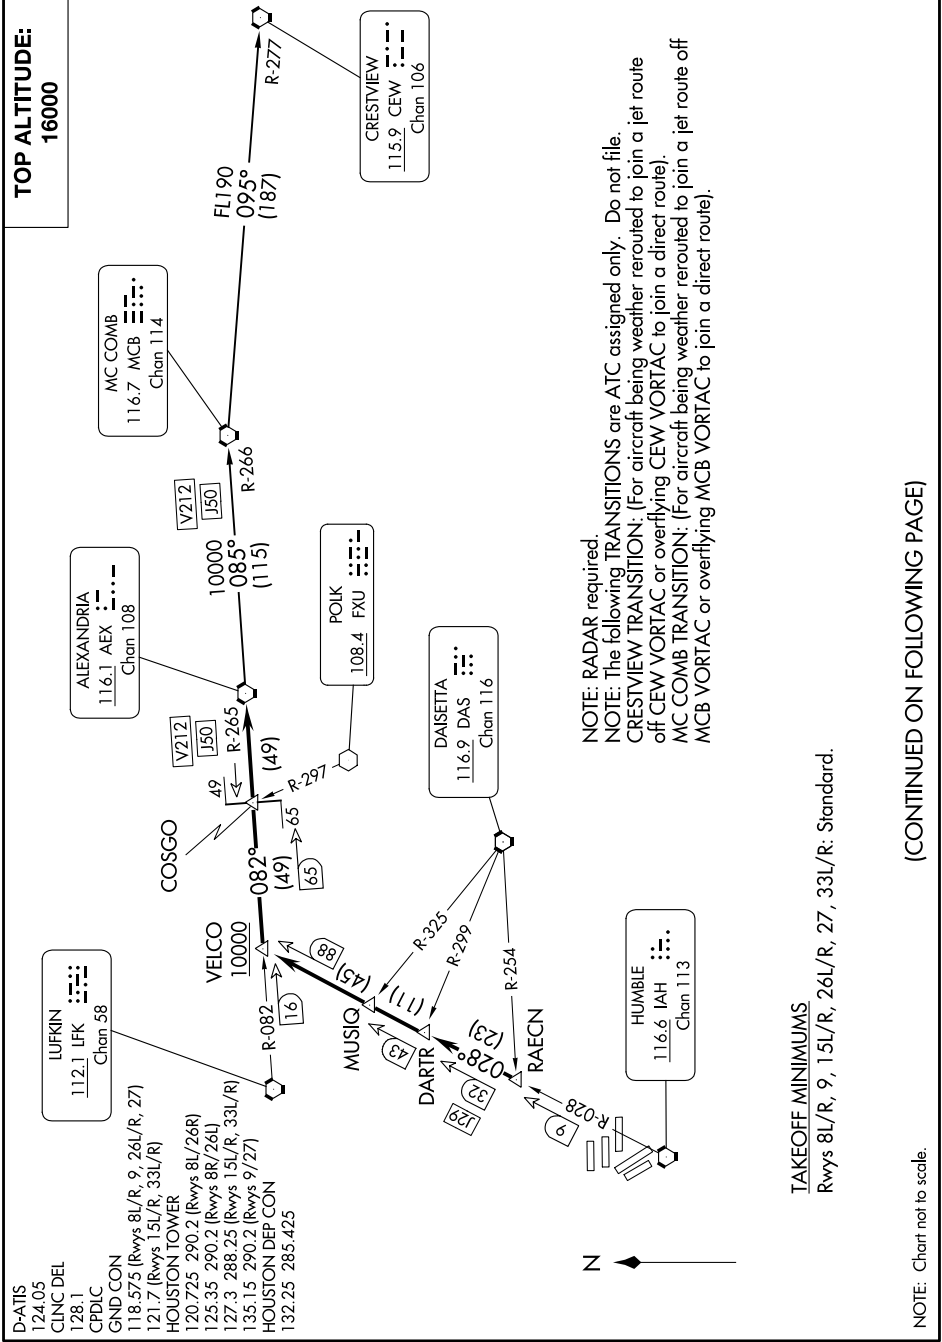 TOP ALTITUDE:
16000
D-ATIS
124.05
CLNC DEL
128.1
CPDLC
GND CON
118.575 (Rwys 8L/R, 9, 26L/R, 27)
121.7 (Rwys 15L/R, 33L/R)
HOUSTON TOWER
120.725 290.2 (Rwys 8L/26R)
125.35 290.2 (Rwys 8R/26L)
127.3 288.25 (Rwys 15L/R, 33L/R)
135.15 290.2 (Rwys 9/27)
HOUSTON DEP CON
132.25 285.425
LUFKIN
112.1 LFK
Chan 58
R-082
16
VELCO
10000
COSGO
082°
(49)
65
65
49
R-265
(49)
V212
J50
ALEXANDRIA
116.1 AEX
Chan 108
10000
085°
(115)
V212
J50
R-266
MC COMB
116.7 MCB
Chan 114
FL190
095°
(187)
R-277
CRESTVIEW
115.9 CEW
Chan 106
POLK
108.4 FXU
R-297
DAISETTA
116.9 DAS
Chan 116
R-325
R-299
R-254
88
(45)
MUSIQ
(11)
43
DARTR
(23)
028°
32
J29
RAECN
9
R-028
HUMBLE
116.6 IAH
Chan 113
N
NOTE: RADAR required.
NOTE: The following TRANSITIONS are ATC assigned only. Do not file.
CRESTVIEW TRANSITION: (For aircraft being weather rerouted to join a jet route
off CEW VORTAC or overflying CEW VORTAC to join a direct route).
MC COMB TRANSITION: (For aircraft being weather rerouted to join a jet route off
MCB VORTAC or overflying MCB VORTAC to join a direct route).
TAKEOFF MINIMUMS
Rwys 8L/R, 9, 15L/R, 26L/R, 27, 33L/R: Standard.
(CONTINUED ON FOLLOWING PAGE)
NOTE: Chart not to scale.